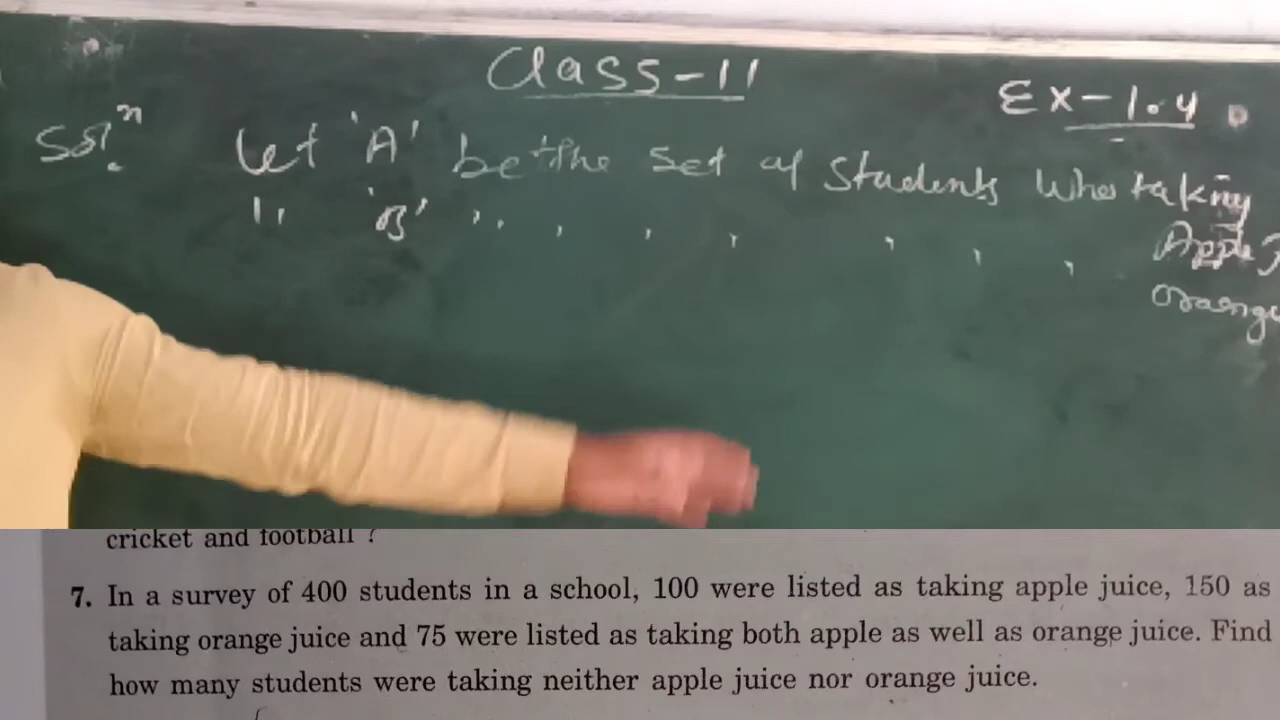 Class-11
Ex-1.4
Solⁿ. Let 'A' be the set of students who taking
Apple
" 'B' " " " " " " " "
Orange
cricket and football ?
7. In a survey of 400 students in a school, 100 were listed as taking apple juice, 150 as
taking orange juice and 75 were listed as taking both apple as well as orange juice. Find
how many students were taking neither apple juice nor orange juice.